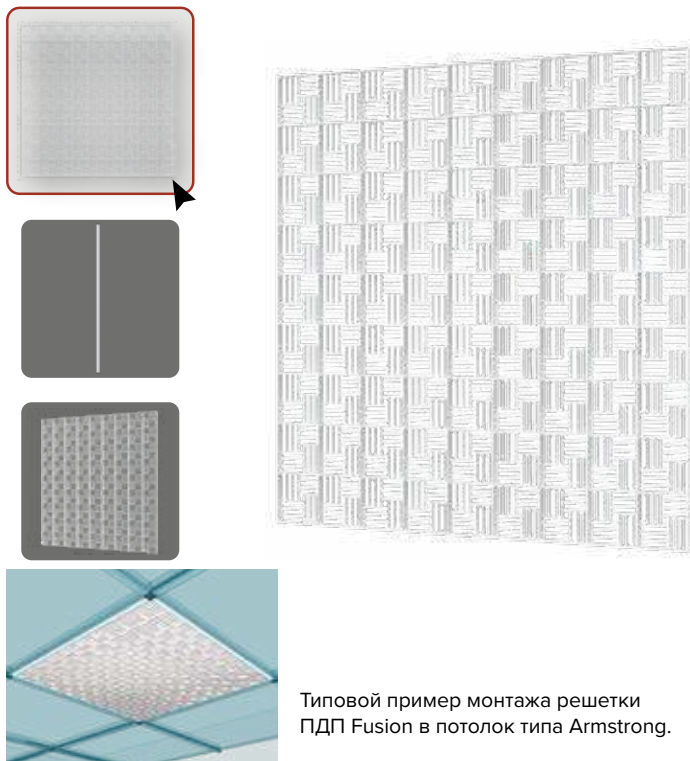 Типовой пример монтажа решетки
ПДП Fusion в потолок типа Armstrong.